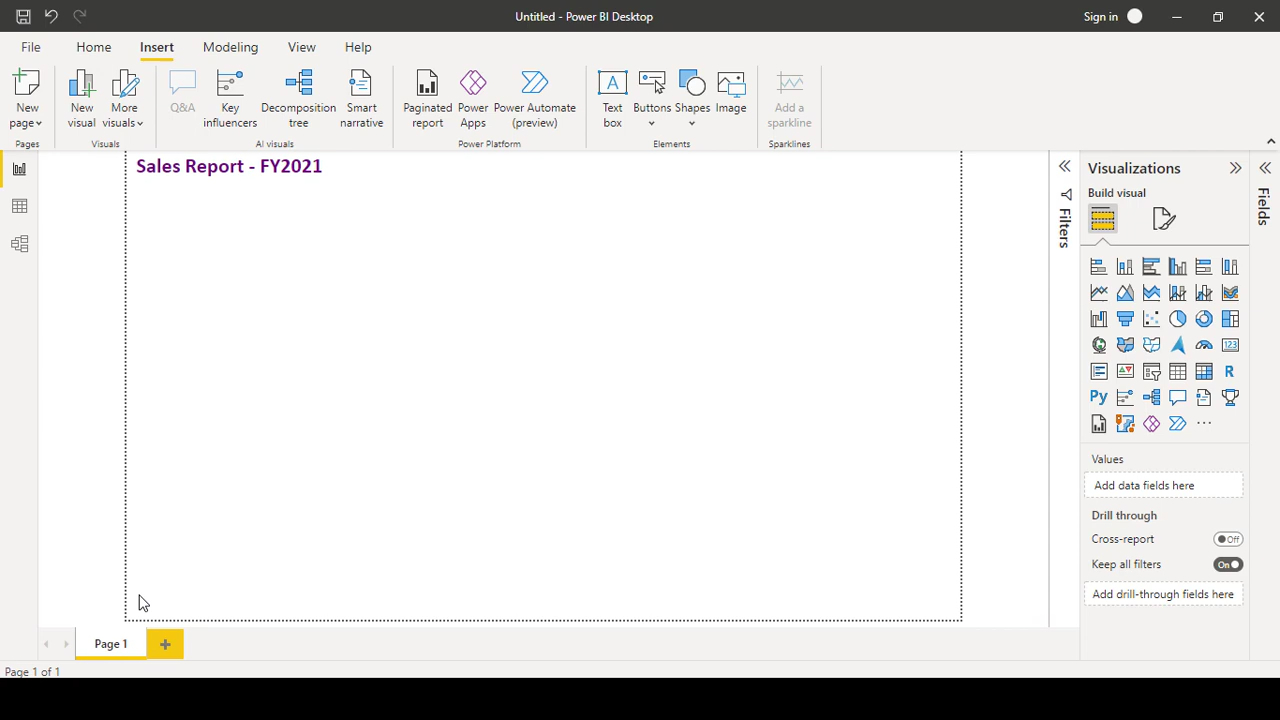 Untitled - Power BI Desktop
Sign in
File Home Insert Modeling View Help
New page
New visual
More visuals
Q&A
Key influencers
Decomposition tree
Smart narrative
Paginated report
Power Apps
Power Automate (preview)
Text box
Buttons
Shapes
Image
Add a sparkline
Pages
Visuals
AI visuals
Power Platform
Elements
Sparklines
Sales Report - FY2021
Filters
Visualizations
Build visual
123
R
Py
Values
Add data fields here
Drill through
Cross-report
Off
Keep all filters
On
Add drill-through fields here
Fields
Page 1
Page 1 of 1